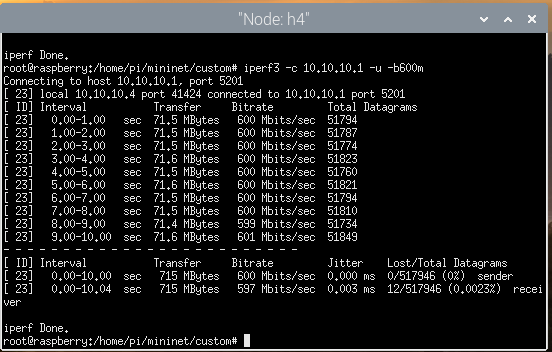 "Node: h4"
iperf Done.
root@raspberry:/home/pi/mininet/custom# iperf3 -c 10.10.10.1 -u -b600m
Connecting to host 10.10.10.1, port 5201
[ 23] local 10.10.10.4 port 41424 connected to 10.10.10.1 port 5201
[ ID] Interval Transfer Bitrate Total Datagrams
[ 23] 0.00-1.00 sec 71.5 MBytes 600 Mbits/sec 51794
[ 23] 1.00-2.00 sec 71.5 MBytes 600 Mbits/sec 51787
[ 23] 2.00-3.00 sec 71.5 MBytes 600 Mbits/sec 51774
[ 23] 3.00-4.00 sec 71.6 MBytes 600 Mbits/sec 51823
[ 23] 4.00-5.00 sec 71.5 MBytes 600 Mbits/sec 51760
[ 23] 5.00-6.00 sec 71.6 MBytes 600 Mbits/sec 51821
[ 23] 6.00-7.00 sec 71.5 MBytes 600 Mbits/sec 51794
[ 23] 7.00-8.00 sec 71.5 MBytes 600 Mbits/sec 51810
[ 23] 8.00-9.00 sec 71.4 MBytes 599 Mbits/sec 51734
[ 23] 9.00-10.00 sec 71.6 MBytes 601 Mbits/sec 51849
- - - - - - - - - - - - - - - - - - - - - - - - -
[ ID] Interval Transfer Bitrate Jitter Lost/Total Datagrams
[ 23] 0.00-10.00 sec 715 MBytes 600 Mbits/sec 0.000 ms 0/517946 (0%) sender
[ 23] 0.00-10.04 sec 715 MBytes 597 Mbits/sec 0.003 ms 12/517946 (0.0023%) recei
ver
iperf Done.
root@raspberry:/home/pi/mininet/custom#